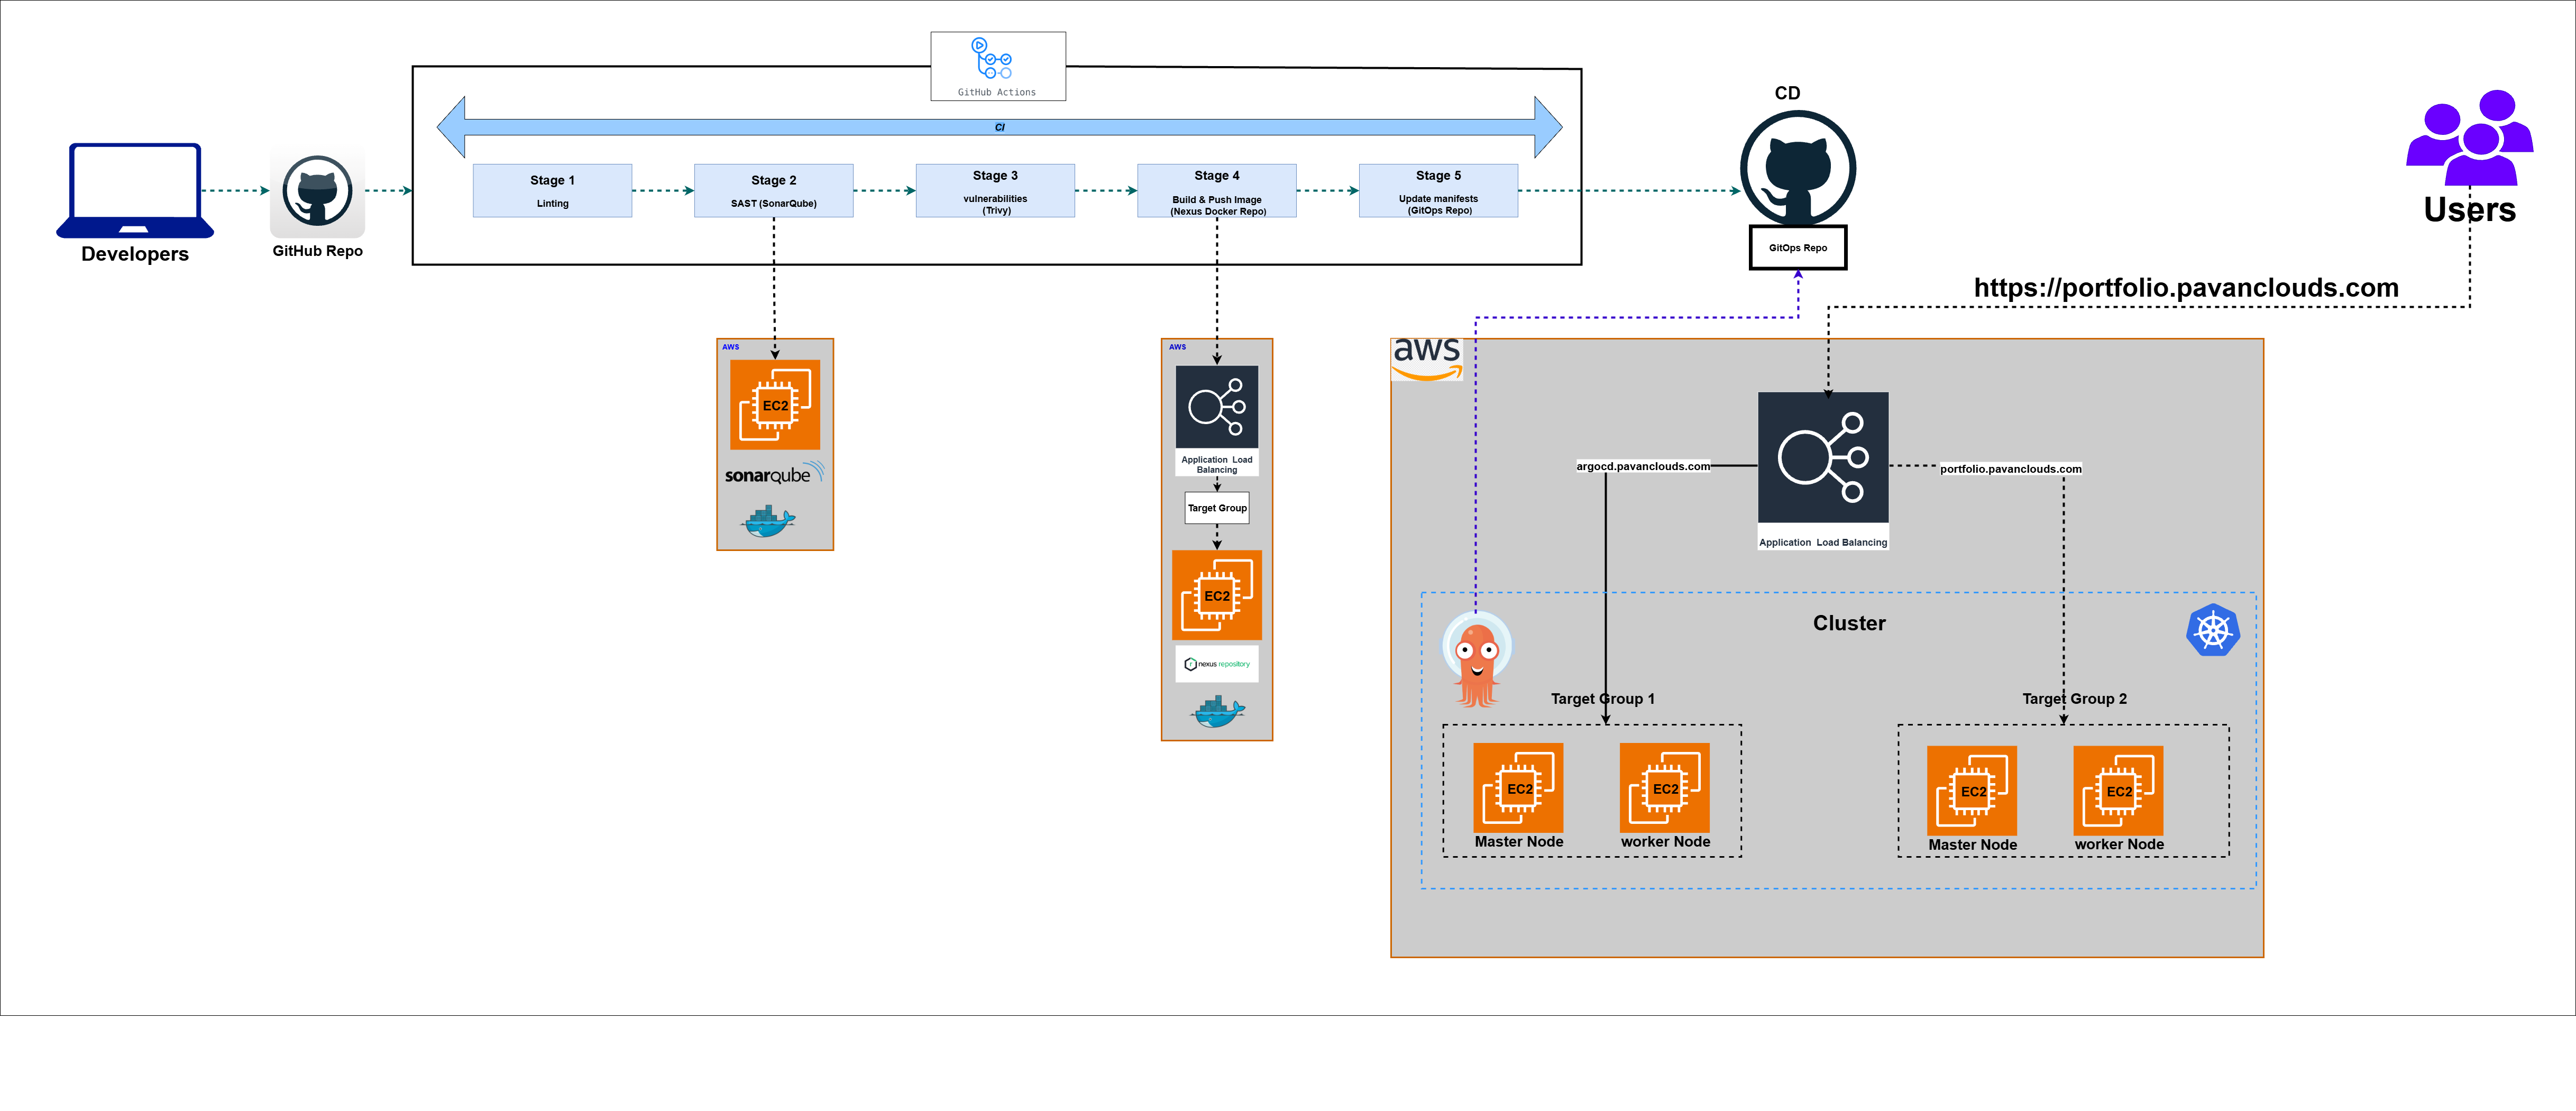 GitHub Actions
CI
Stage 1
Linting
Stage 2
SAST (SonarQube)
Stage 3
vulnerabilities
(Trivy)
Stage 4
Build & Push Image
(Nexus Docker Repo)
Stage 5
Update manifests
(GitOps Repo)
Developers
GitHub Repo
CD
GitOps Repo
Users
https://portfolio.pavanclouds.com
AWS
EC2
sonarqube
AWS
Application Load
Balancing
Target Group
EC2
nexus repository
aws
argocd.pavanclouds.com
portfolio.pavanclouds.com
Application Load Balancing
Cluster
Target Group 1
Target Group 2
EC2
Master Node
EC2
worker Node
EC2
Master Node
EC2
worker Node